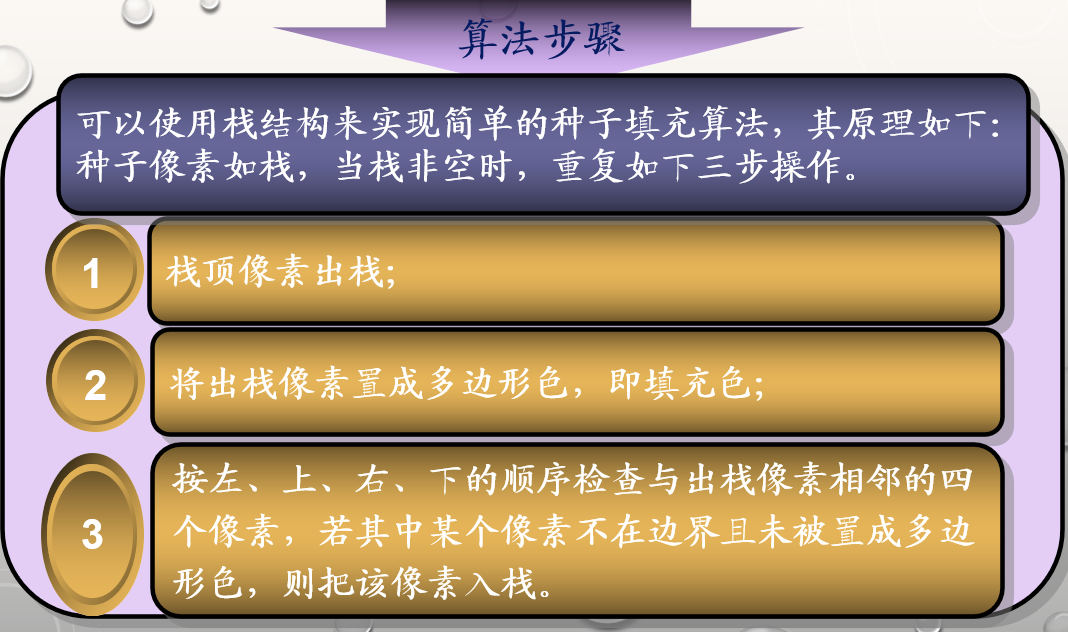 算法步骤
可以使用栈结构来实现简单的种子填充算法，其原理如下：
种子像素如栈，当栈非空时，重复如下三步操作。
1
栈顶像素出栈；
2
将出栈像素置成多边形色，即填充色；
3
按左、上、右、下的顺序检查与出栈像素相邻的四
个像素，若其中某个像素不在边界且未被置成多边
形色，则把该像素入栈。